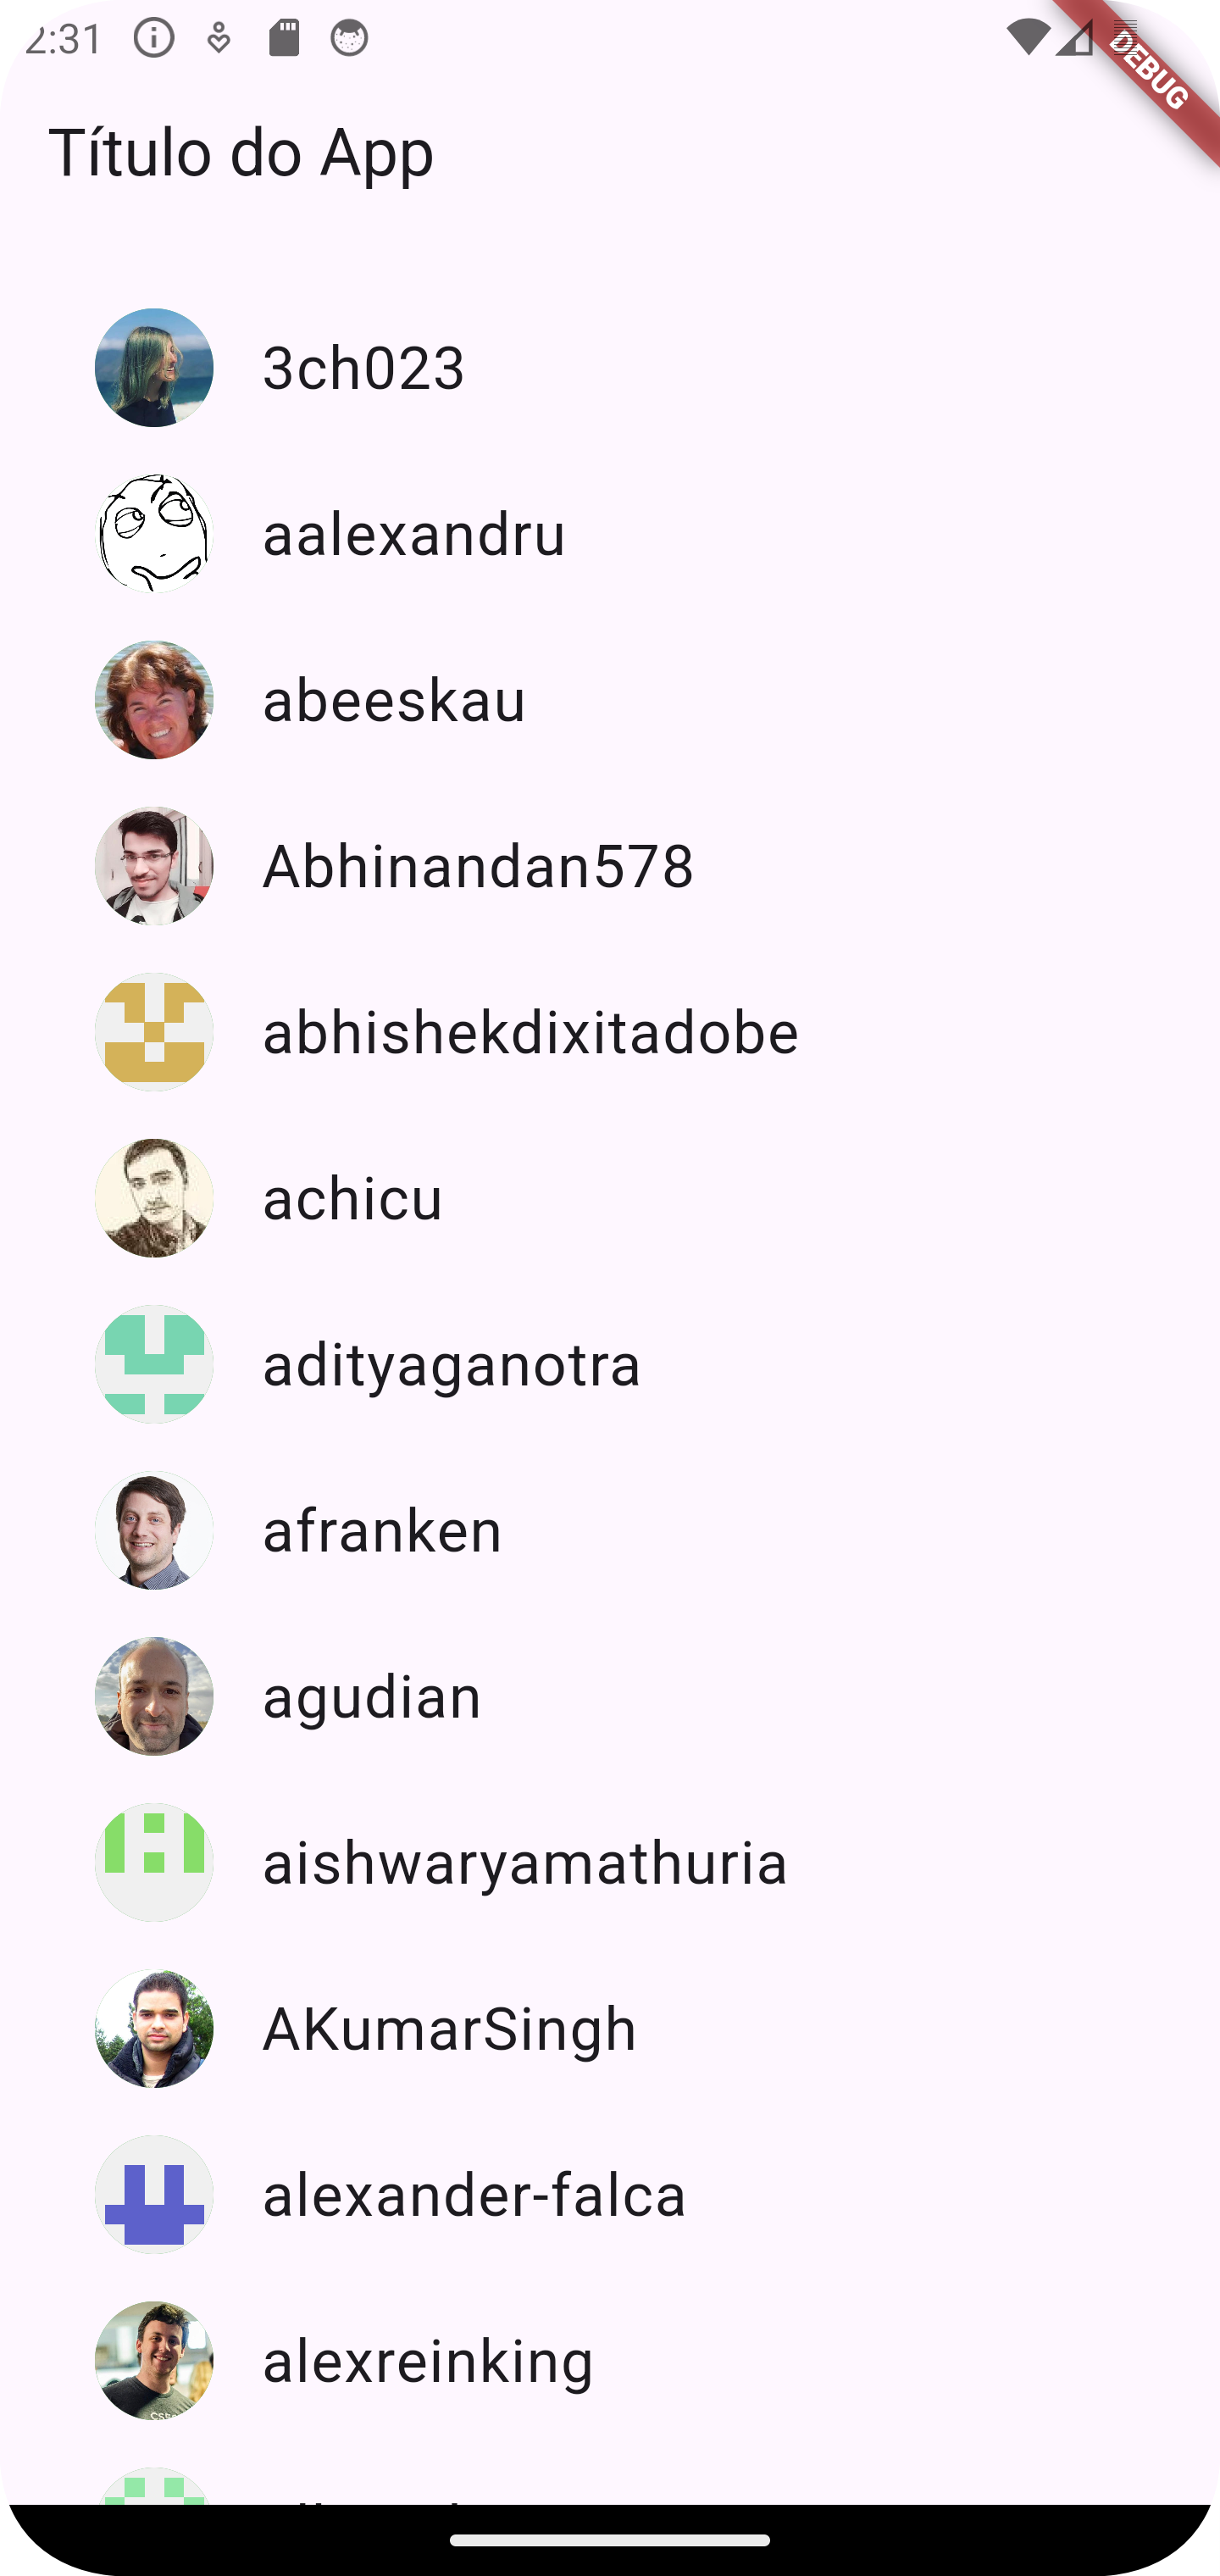 2:31
DEBUG
Título do App
3ch023
aalexandru
abeeskau
Abhinandan578
abhishekdixitadobe
achicu
adityaganotra
afranken
agudian
aishwaryamathuria
AKumarSingh
alexander-falca
alexreinking